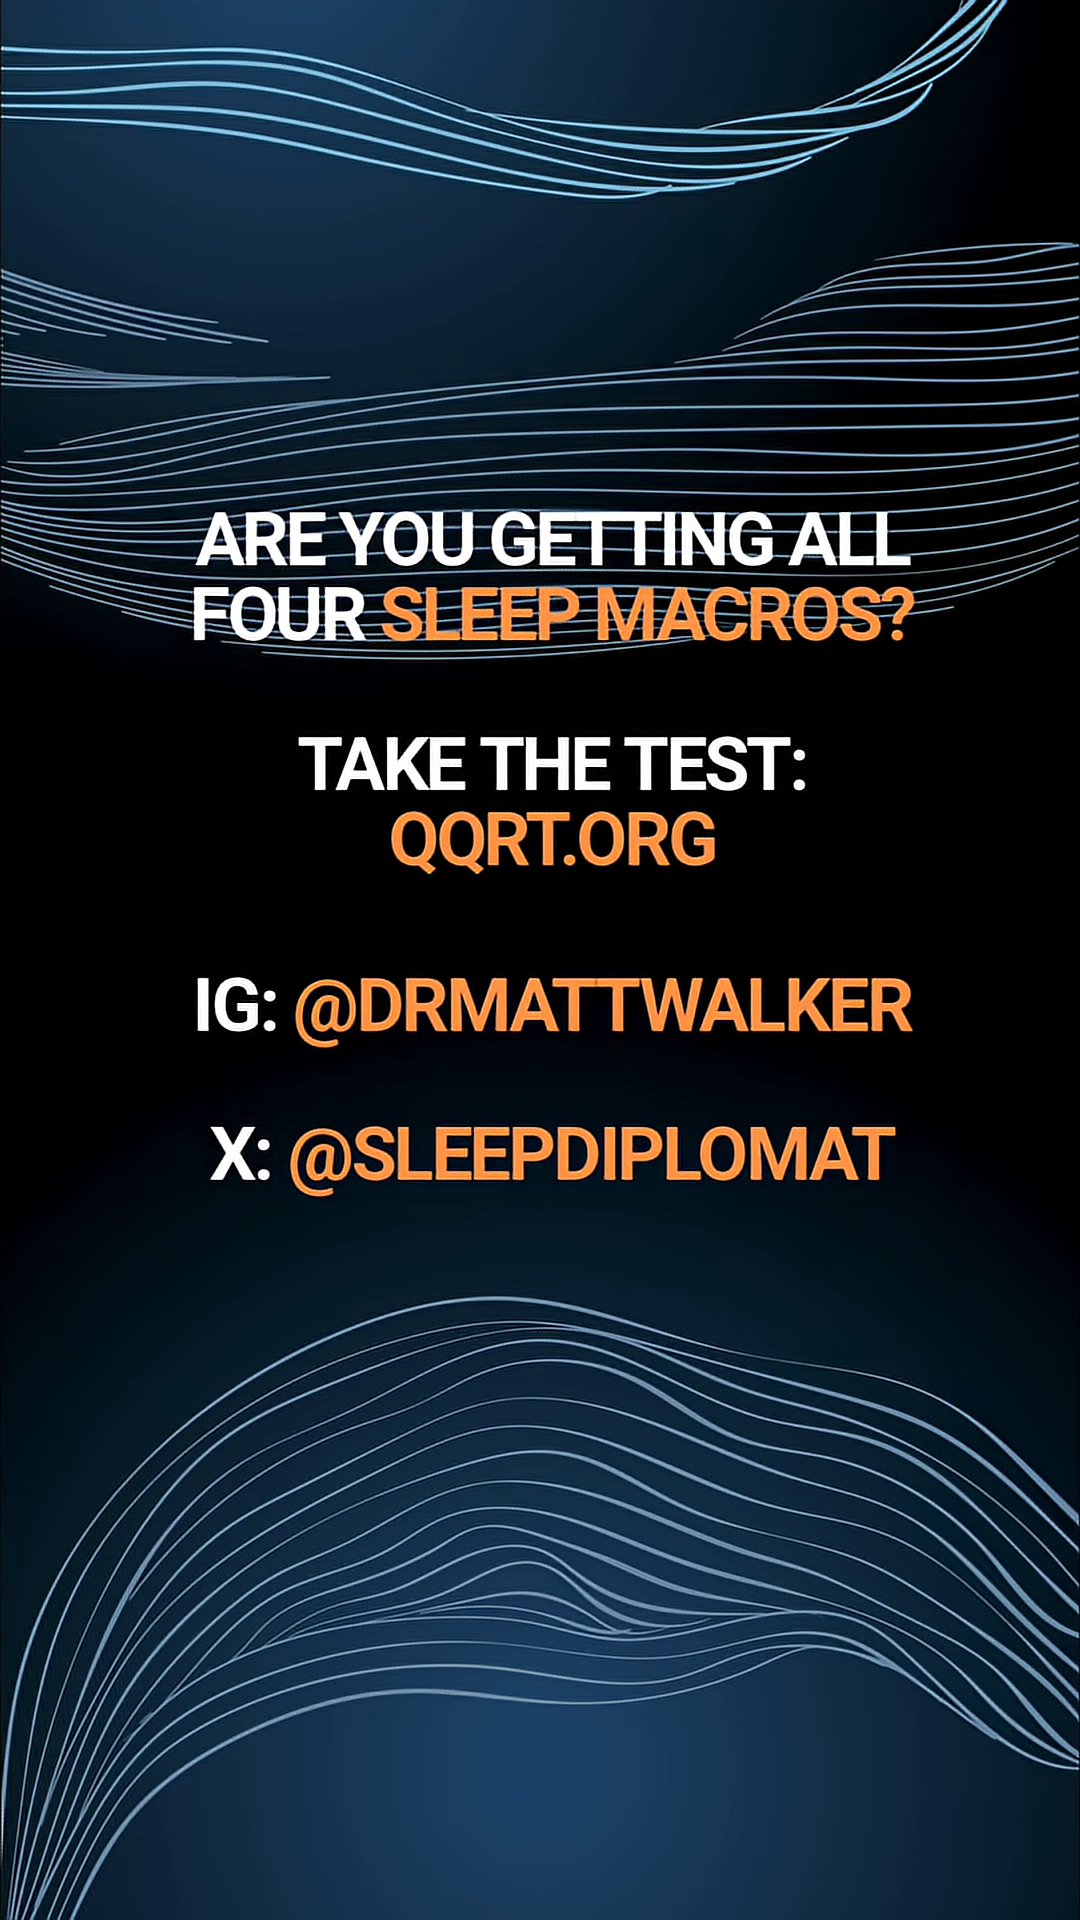 ARE YOU GETTING ALL
FOUR SLEEP MACROS?
TAKE THE TEST:
QQRT.ORG
IG: @DRMATTWALKER
X: @SLEEPDIPLOMAT